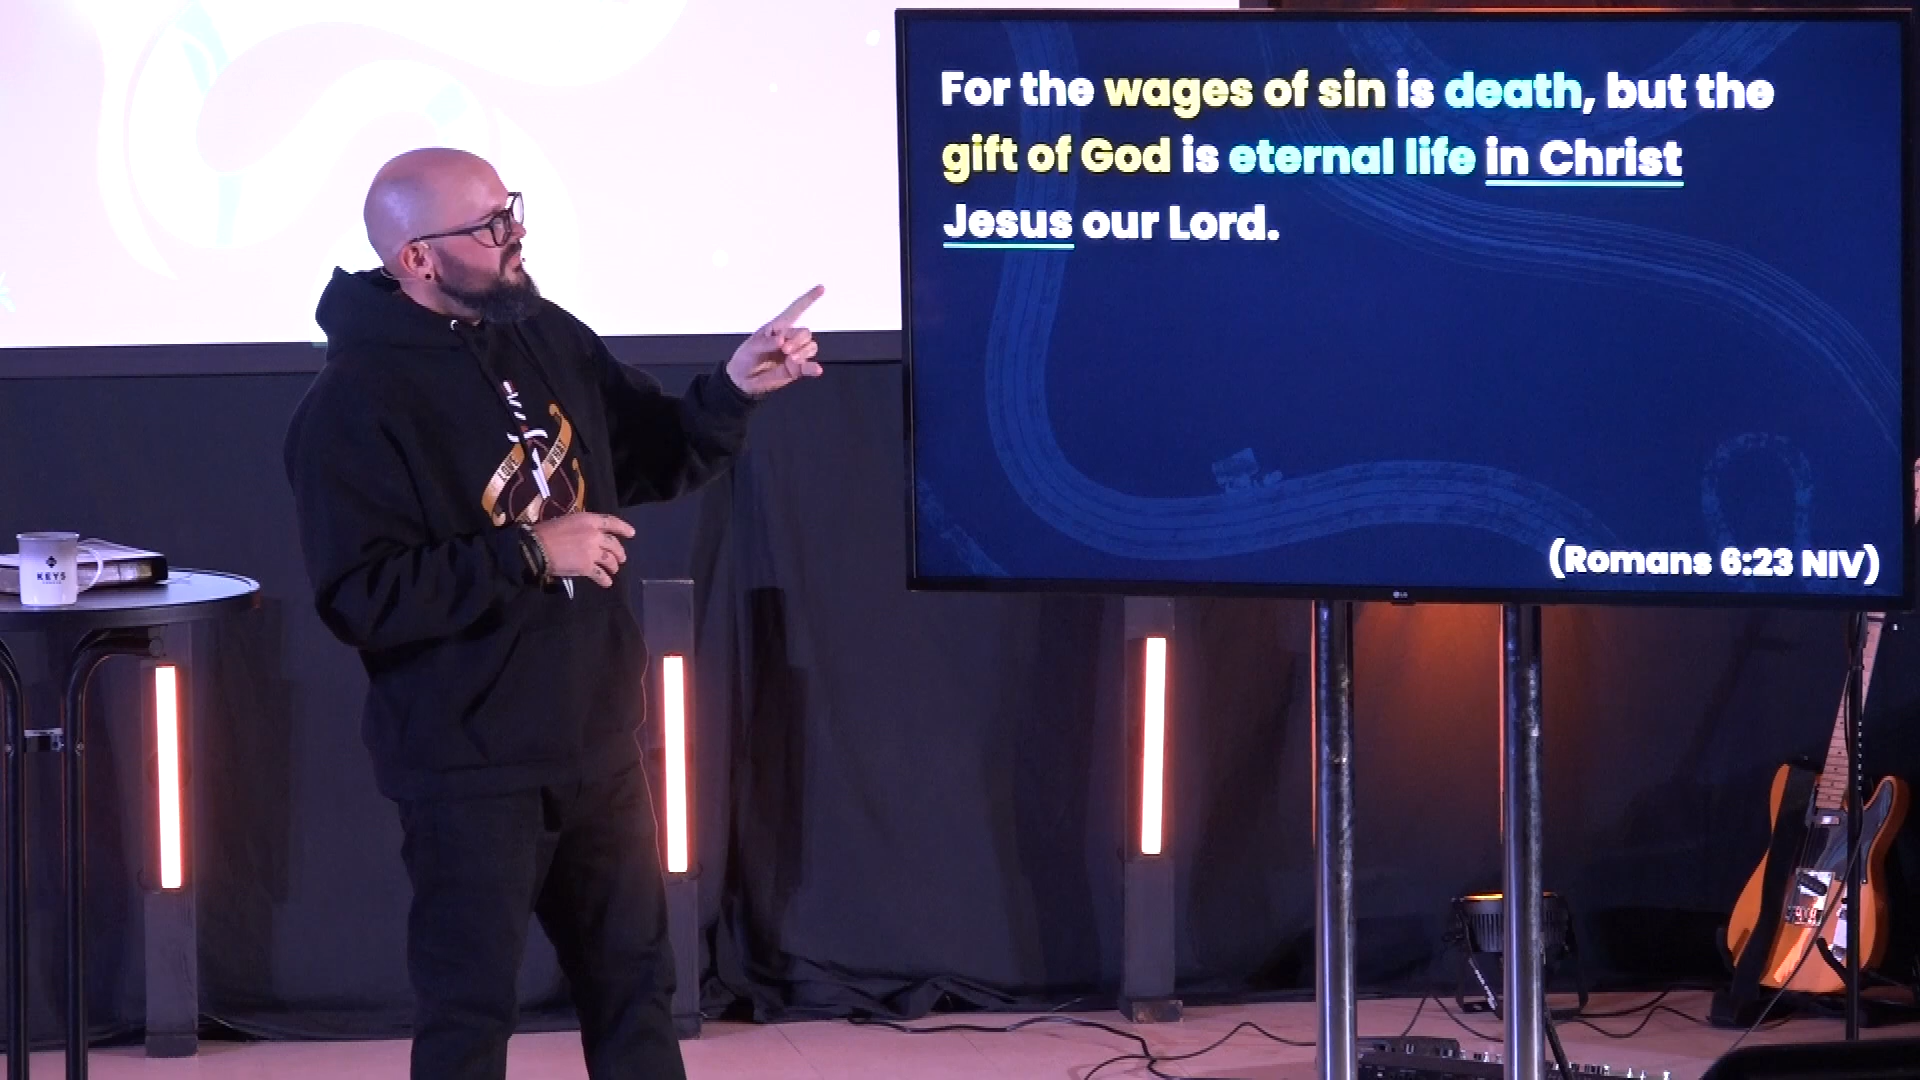 For the wages of sin is death, but the
gift of God is eternal life in Christ
Jesus our Lord.
(Romans 6:23 NIV)
KEYS
LG